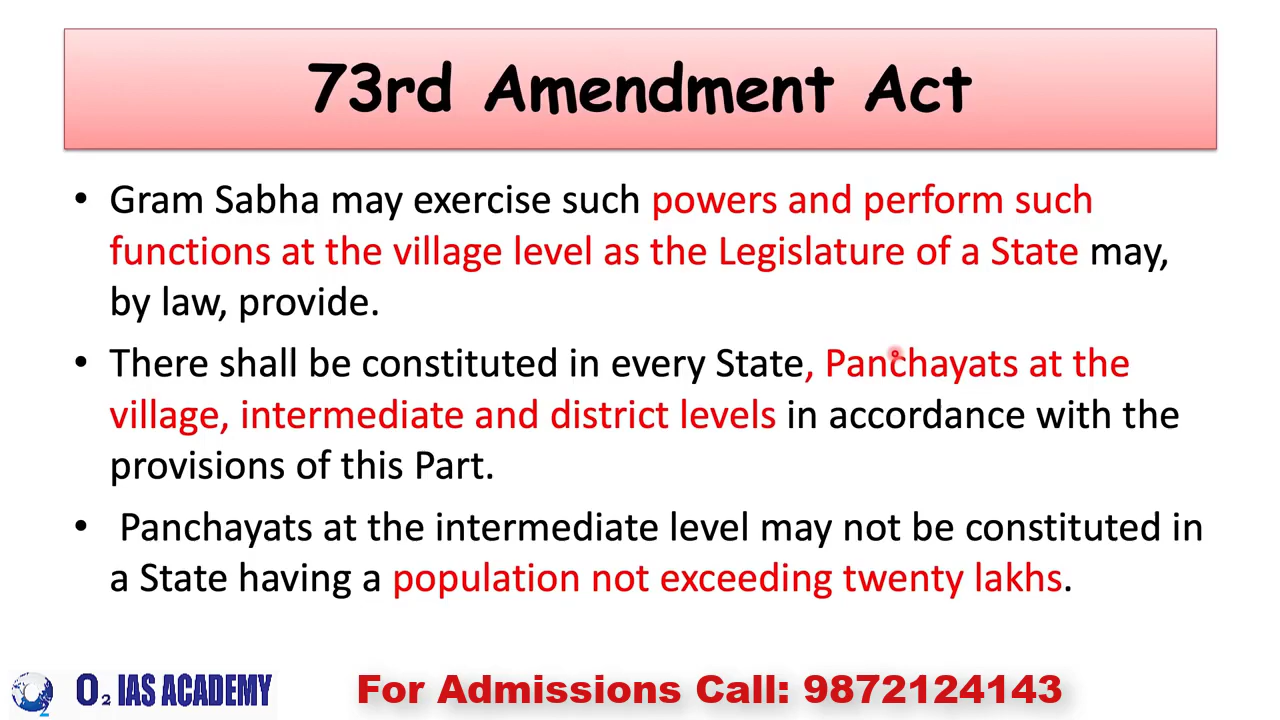 73rd Amendment Act
• Gram Sabha may exercise such powers and perform such
functions at the village level as the Legislature of a State may,
by law, provide.
• There shall be constituted in every State, Panchayats at the
village, intermediate and district levels in accordance with the
provisions of this Part.
• Panchayats at the intermediate level may not be constituted in
a State having a population not exceeding twenty lakhs.
O2 IAS ACADEMY
For Admissions Call: 9872124143